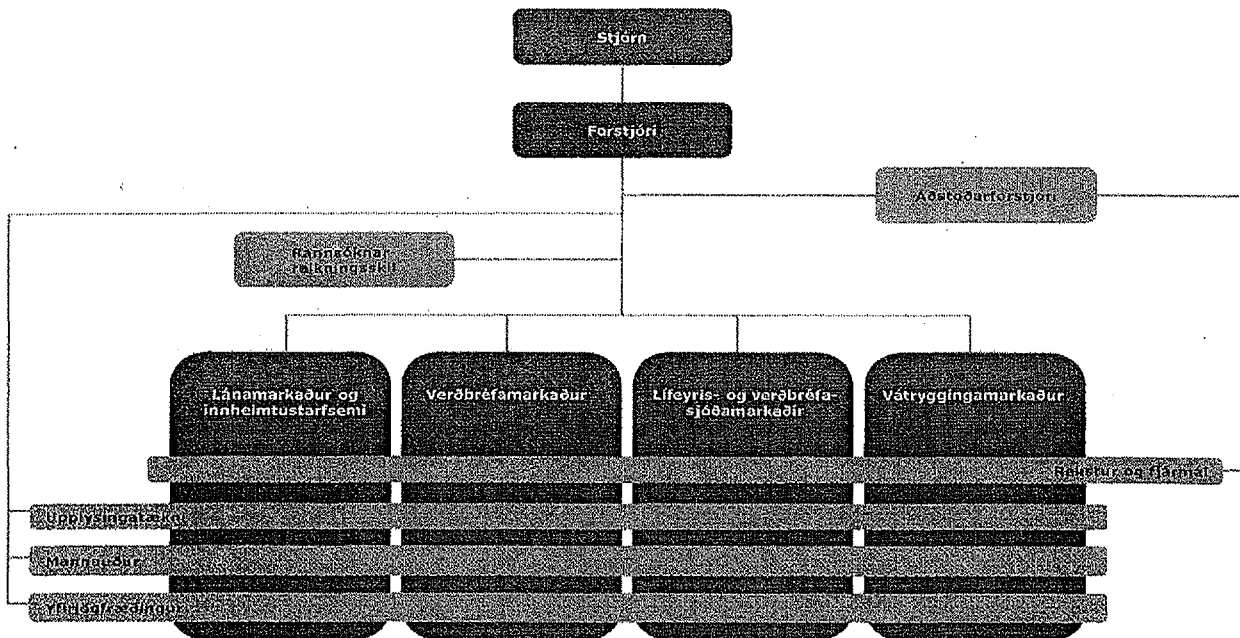 Stjórn
Forstjóri
Aðstoðarforstjóri
Rannsóknar
reikningsskil
Lánamarkaður og
innheimtustarfsemi
Verðbréfamarkaður
Lífeyris- og verðbréfa-
sjóðamarkaðir
Vátryggingamarkaður
Rekstur og fjármál
Upplýsingatækni
Mannauður
Yfirlögfræðingur